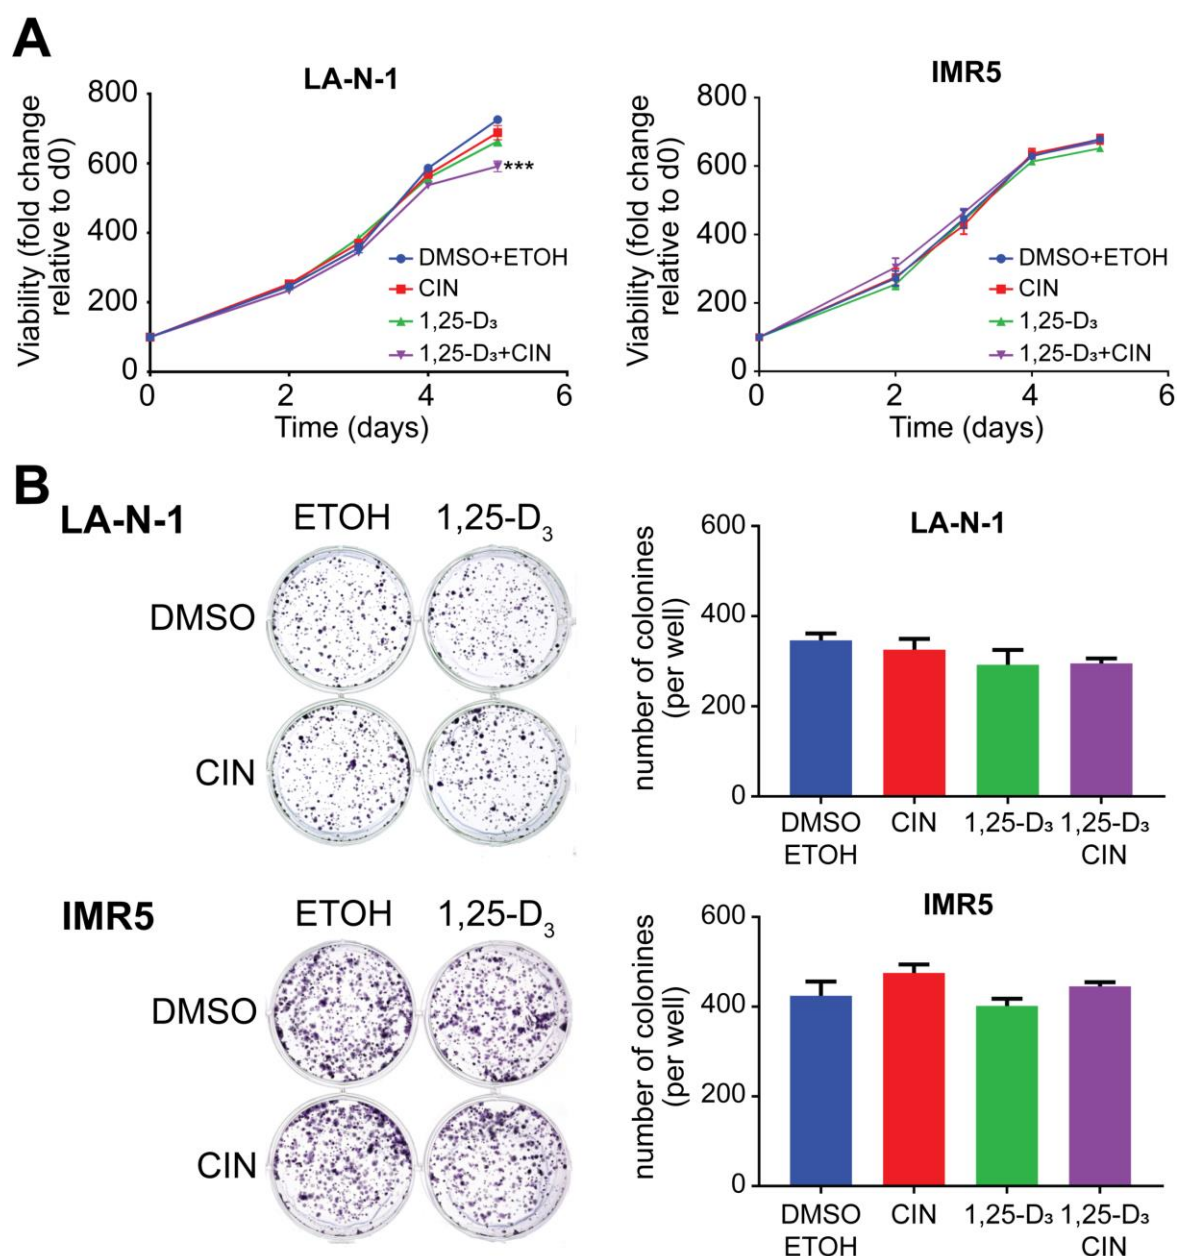 A
LA-N-1
Viability (fold change
relative to d0)
800
600
400
200
0
0 2 4 6
Time (days)
***
DMSO+ETOH
CIN
1,25-D₃
1,25-D₃+CIN
IMR5
Viability (fold change
relative to d0)
800
600
400
200
0
0 2 4 6
Time (days)
DMSO+ETOH
CIN
1,25-D₃
1,25-D₃+CIN
B
LA-N-1
ETOH 1,25-D₃
DMSO
CIN
LA-N-1
number of colonines
(per well)
600
400
200
0
DMSO CIN 1,25-D₃ 1,25-D₃
ETOH CIN
IMR5
ETOH 1,25-D₃
DMSO
CIN
IMR5
number of colonines
(per well)
600
400
200
0
DMSO CIN 1,25-D₃ 1,25-D₃
ETOH CIN